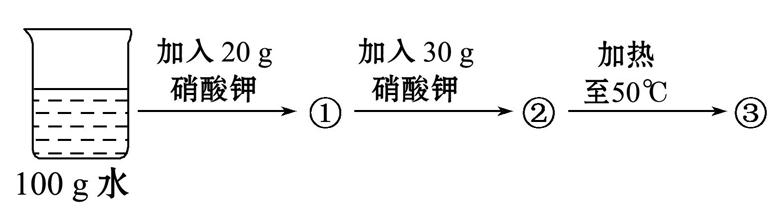 加入 20 g
硝酸钾
加入 30 g
硝酸钾
加热
至50℃
①
②
③
100 g 水